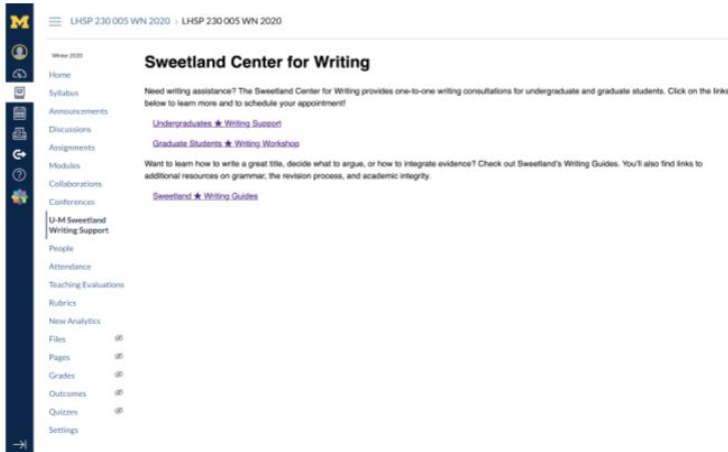 M
LHSP 230 005 WN 2020 › LHSP 230 005 WN 2020
Winter 2020
Home
Syllabus
Announcements
Discussions
Assignments
Modules
Collaborations
Conferences
U-M Sweetland
Writing Support
People
Attendance
Teaching Evaluations
Rubrics
New Analytics
Files
Pages
Grades
Outcomes
Quizzes
Settings
Sweetland Center for Writing
Need writing assistance? The Sweetland Center for Writing provides one-to-one writing consultations for undergraduate and graduate students. Click on the links
below to learn more and to schedule your appointment!
Undergraduates ★ Writing Support
Graduate Students ★ Writing Workshop
Want to learn how to write a great title, decide what to argue, or how to integrate evidence? Check out Sweetland's Writing Guides. You'll also find links to
additional resources on grammar, the revision process, and academic integrity.
Sweetland ★ Writing Guides